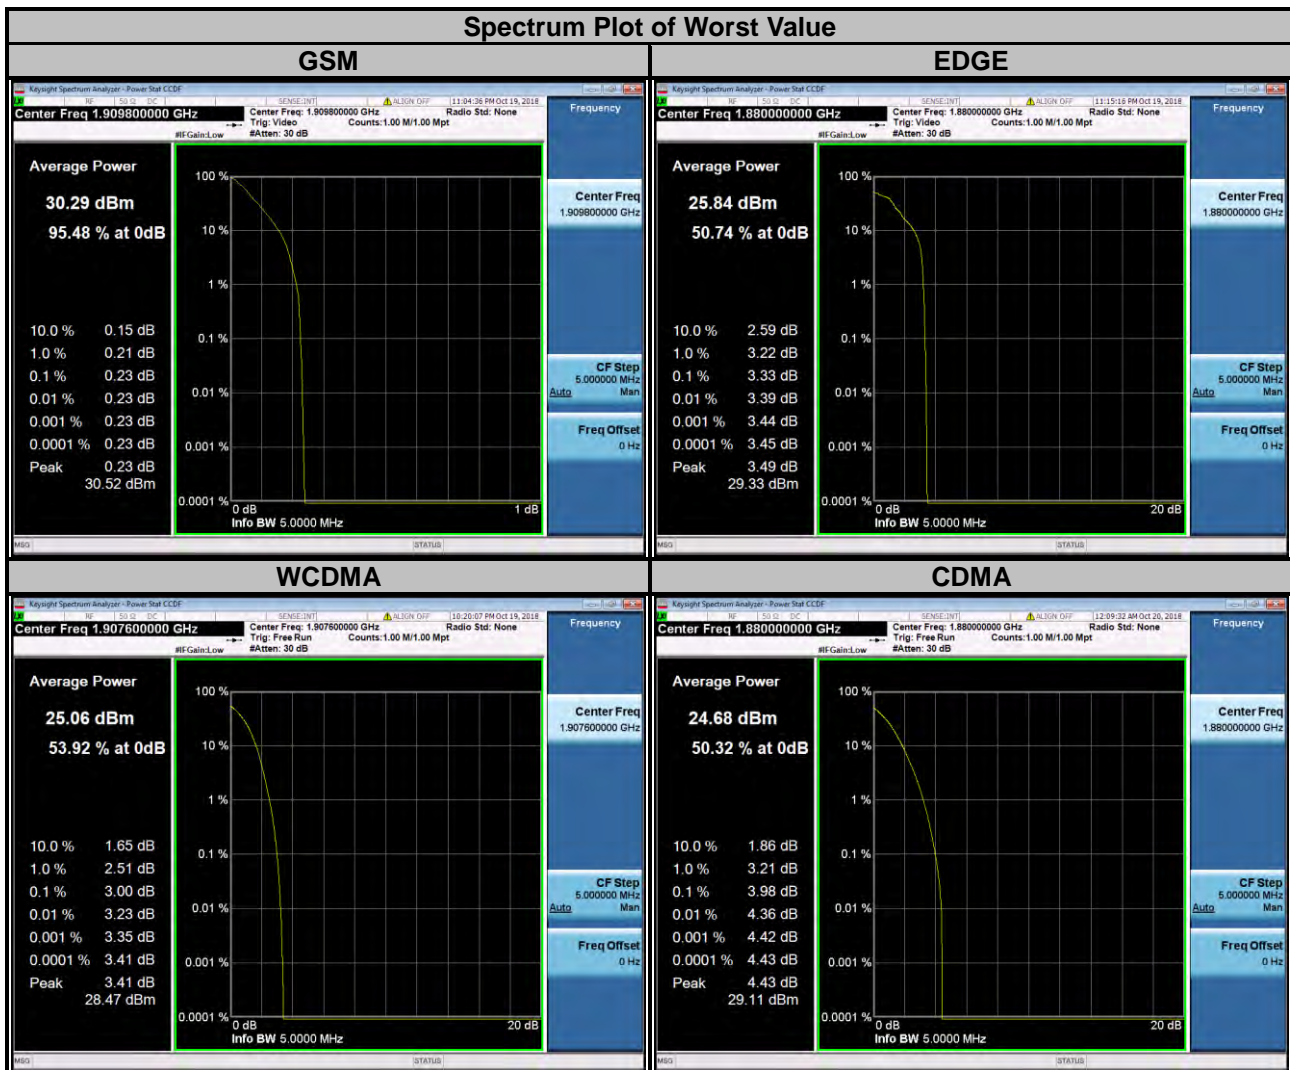 Spectrum Plot of Worst Value
GSM
Keysight Spectrum Analyzer - Power Stat CCDF
RF 50 Ω DC SENSE:INT ALIGN OFF 11:04:36 PM Oct 19, 2018
Center Freq 1.909800000 GHz
Center Freq: 1.909800000 GHz Radio Std: None
Trig: Video Counts:1.00 M/1.00 Mpt
#IFGain:Low #Atten: 30 dB
Frequency
Average Power
30.29 dBm
95.48 % at 0dB
10.0 % 0.15 dB
1.0 % 0.21 dB
0.1 % 0.23 dB
0.01 % 0.23 dB
0.001 % 0.23 dB
0.0001 % 0.23 dB
Peak 0.23 dB
30.52 dBm
100 %
10 %
1 %
0.1 %
0.01 %
0.001 %
0.0001 %
0 dB 1 dB
Info BW 5.0000 MHz
Center Freq
1.909800000 GHz
CF Step
5.000000 MHz
Auto Man
Freq Offset
0 Hz
MSG STATUS
EDGE
Keysight Spectrum Analyzer - Power Stat CCDF
RF 50 Ω DC SENSE:INT ALIGN OFF 11:15:16 PM Oct 19, 2018
Center Freq 1.880000000 GHz
Center Freq: 1.880000000 GHz Radio Std: None
Trig: Video Counts:1.00 M/1.00 Mpt
#IFGain:Low #Atten: 30 dB
Frequency
Average Power
25.84 dBm
50.74 % at 0dB
10.0 % 2.59 dB
1.0 % 3.22 dB
0.1 % 3.33 dB
0.01 % 3.39 dB
0.001 % 3.44 dB
0.0001 % 3.45 dB
Peak 3.49 dB
29.33 dBm
100 %
10 %
1 %
0.1 %
0.01 %
0.001 %
0.0001 %
0 dB 20 dB
Info BW 5.0000 MHz
Center Freq
1.880000000 GHz
CF Step
5.000000 MHz
Auto Man
Freq Offset
0 Hz
MSG STATUS
WCDMA
Keysight Spectrum Analyzer - Power Stat CCDF
RF 50 Ω DC SENSE:INT ALIGN OFF 10:20:07 PM Oct 19, 2018
Center Freq 1.907600000 GHz
Center Freq: 1.907600000 GHz Radio Std: None
Trig: Free Run Counts:1.00 M/1.00 Mpt
#IFGain:Low #Atten: 30 dB
Frequency
Average Power
25.06 dBm
53.92 % at 0dB
10.0 % 1.65 dB
1.0 % 2.51 dB
0.1 % 3.00 dB
0.01 % 3.23 dB
0.001 % 3.35 dB
0.0001 % 3.41 dB
Peak 3.41 dB
28.47 dBm
100 %
10 %
1 %
0.1 %
0.01 %
0.001 %
0.0001 %
0 dB 20 dB
Info BW 5.0000 MHz
Center Freq
1.907600000 GHz
CF Step
5.000000 MHz
Auto Man
Freq Offset
0 Hz
MSG STATUS
CDMA
Keysight Spectrum Analyzer - Power Stat CCDF
RF 50 Ω DC SENSE:INT ALIGN OFF 12:09:32 AM Oct 20, 2018
Center Freq 1.880000000 GHz
Center Freq: 1.880000000 GHz Radio Std: None
Trig: Free Run Counts:1.00 M/1.00 Mpt
#IFGain:Low #Atten: 30 dB
Frequency
Average Power
24.68 dBm
50.32 % at 0dB
10.0 % 1.86 dB
1.0 % 3.21 dB
0.1 % 3.98 dB
0.01 % 4.36 dB
0.001 % 4.42 dB
0.0001 % 4.43 dB
Peak 4.43 dB
29.11 dBm
100 %
10 %
1 %
0.1 %
0.01 %
0.001 %
0.0001 %
0 dB 20 dB
Info BW 5.0000 MHz
Center Freq
1.880000000 GHz
CF Step
5.000000 MHz
Auto Man
Freq Offset
0 Hz
MSG STATUS